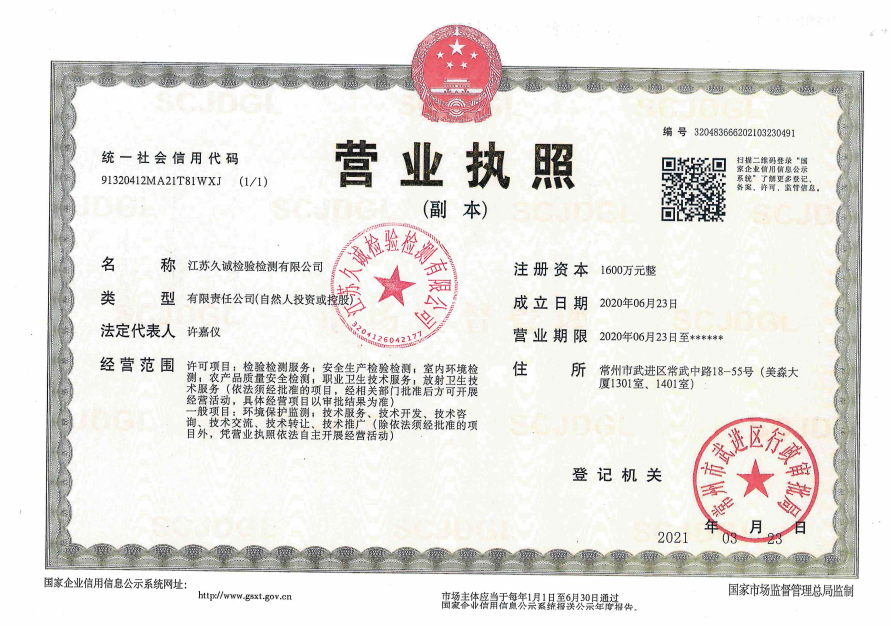 编 号 320483666202103230491
统一社会信用代码
91320412MA21T81WXJ (1/1)
营业执照
(副 本)
扫描二维码登录“国
家企业信用信息公示
系统”了解更多登记、
备案、许可、监管信息。
名 称 江苏久诚检验检测有限公司
类 型 有限责任公司(自然人投资或控股)
法定代表人 许嘉仪
经营范围 许可项目：检验检测服务；安全生产检验检测；室内环境检
测；农产品质量安全检测；职业卫生技术服务；放射卫生技
术服务（依法须经批准的项目，经相关部门批准后方可开展
经营活动，具体经营项目以审批结果为准）
一般项目：环境保护监测；技术服务、技术开发、技术咨
询、技术交流、技术转让、技术推广（除依法须经批准的项
目外，凭营业执照依法自主开展经营活动）
注册资本 1600万元整
成立日期 2020年06月23日
营业期限 2020年06月23日至******
住 所 常州市武进区常武中路18-55号（美淼大
厦1301室、1401室）
江苏久诚检验检测有限公司
3204126042177
登记机关
常州市武进区行政审批局
2021 年 03 月 23 日
国家企业信用信息公示系统网址：
http://www.gsxt.gov.cn
市场主体应当于每年1月1日至6月30日通过
国家企业信用信息公示系统报送公示年度报告。
国家市场监督管理总局监制
SCJDGL